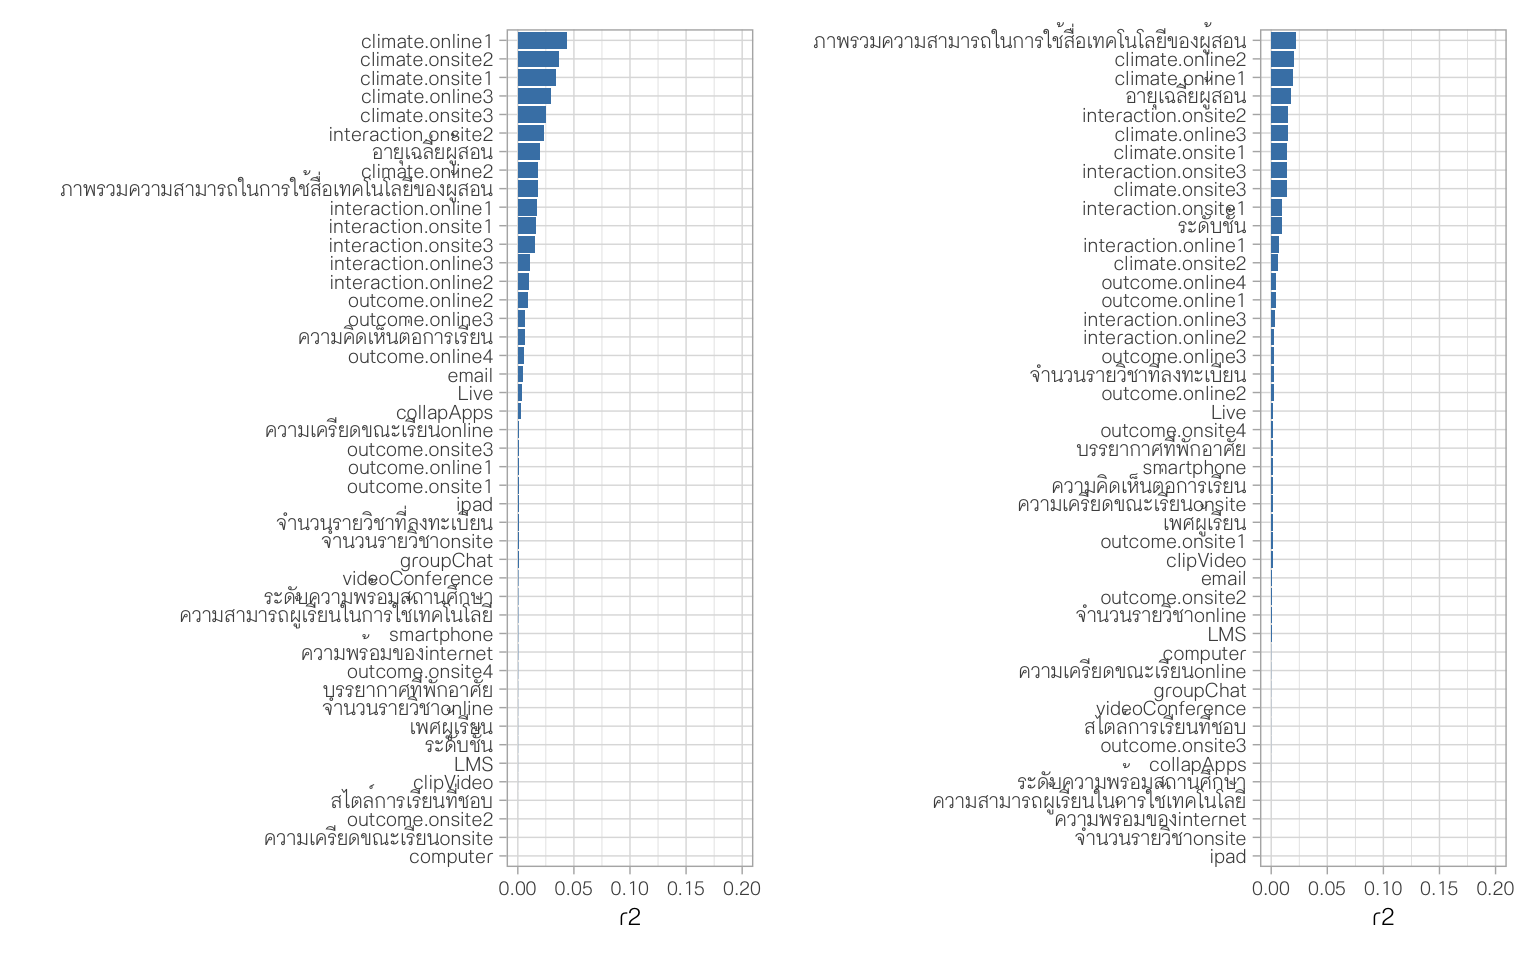 climate.online1
climate.onsite2
climate.onsite1
climate.online3
climate.onsite3
interaction.onsite2
อายุเฉลี่ยผู้สอน
climate.online2
ภาพรวมความสามารถในการใช้สื่อเทคโนโลยีของผู้สอน
interaction.online1
interaction.onsite1
interaction.onsite3
interaction.online3
interaction.online2
outcome.online2
outcome.online3
ความคิดเห็นต่อการเรียน
outcome.online4
email
Live
collapApps
ความเครียดขณะเรียนonline
outcome.onsite3
outcome.online1
outcome.onsite1
ipad
จำนวนรายวิชาที่ลงทะเบียน
จำนวนรายวิชาonsite
groupChat
videoConference
ระดับความพร้อมสถานศึกษา
ความสามารถผู้เรียนในการใช้เทคโนโลยี
smartphone
ความพร้อมของinternet
outcome.onsite4
บรรยากาศที่พักอาศัย
จำนวนรายวิชาonline
เพศผู้เรียน
ระดับชั้น
LMS
clipVideo
สไตล์การเรียนที่ชอบ
outcome.onsite2
ความเครียดขณะเรียนonsite
computer
0.00 0.05 0.10 0.15 0.20
r2
ภาพรวมความสามารถในการใช้สื่อเทคโนโลยีของผู้สอน
climate.online2
climate.online1
อายุเฉลี่ยผู้สอน
interaction.onsite2
climate.online3
climate.onsite1
interaction.onsite3
climate.onsite3
interaction.onsite1
ระดับชั้น
interaction.online1
climate.onsite2
outcome.online4
outcome.online1
interaction.online3
interaction.online2
outcome.online3
จำนวนรายวิชาที่ลงทะเบียน
outcome.online2
Live
outcome.onsite4
บรรยากาศที่พักอาศัย
smartphone
ความคิดเห็นต่อการเรียน
ความเครียดขณะเรียนonsite
เพศผู้เรียน
outcome.onsite1
clipVideo
email
outcome.onsite2
จำนวนรายวิชาonline
LMS
computer
ความเครียดขณะเรียนonline
groupChat
videoConference
สไตล์การเรียนที่ชอบ
outcome.onsite3
collapApps
ระดับความพร้อมสถานศึกษา
ความสามารถผู้เรียนในการใช้เทคโนโลยี
ความพร้อมของinternet
จำนวนรายวิชาonsite
ipad
0.00 0.05 0.10 0.15 0.20
r2